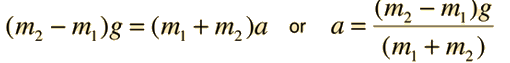 (m₂ − m₁)g = (m₁ + m₂)a or a = (m₂ − m₁)g / (m₁ + m₂)